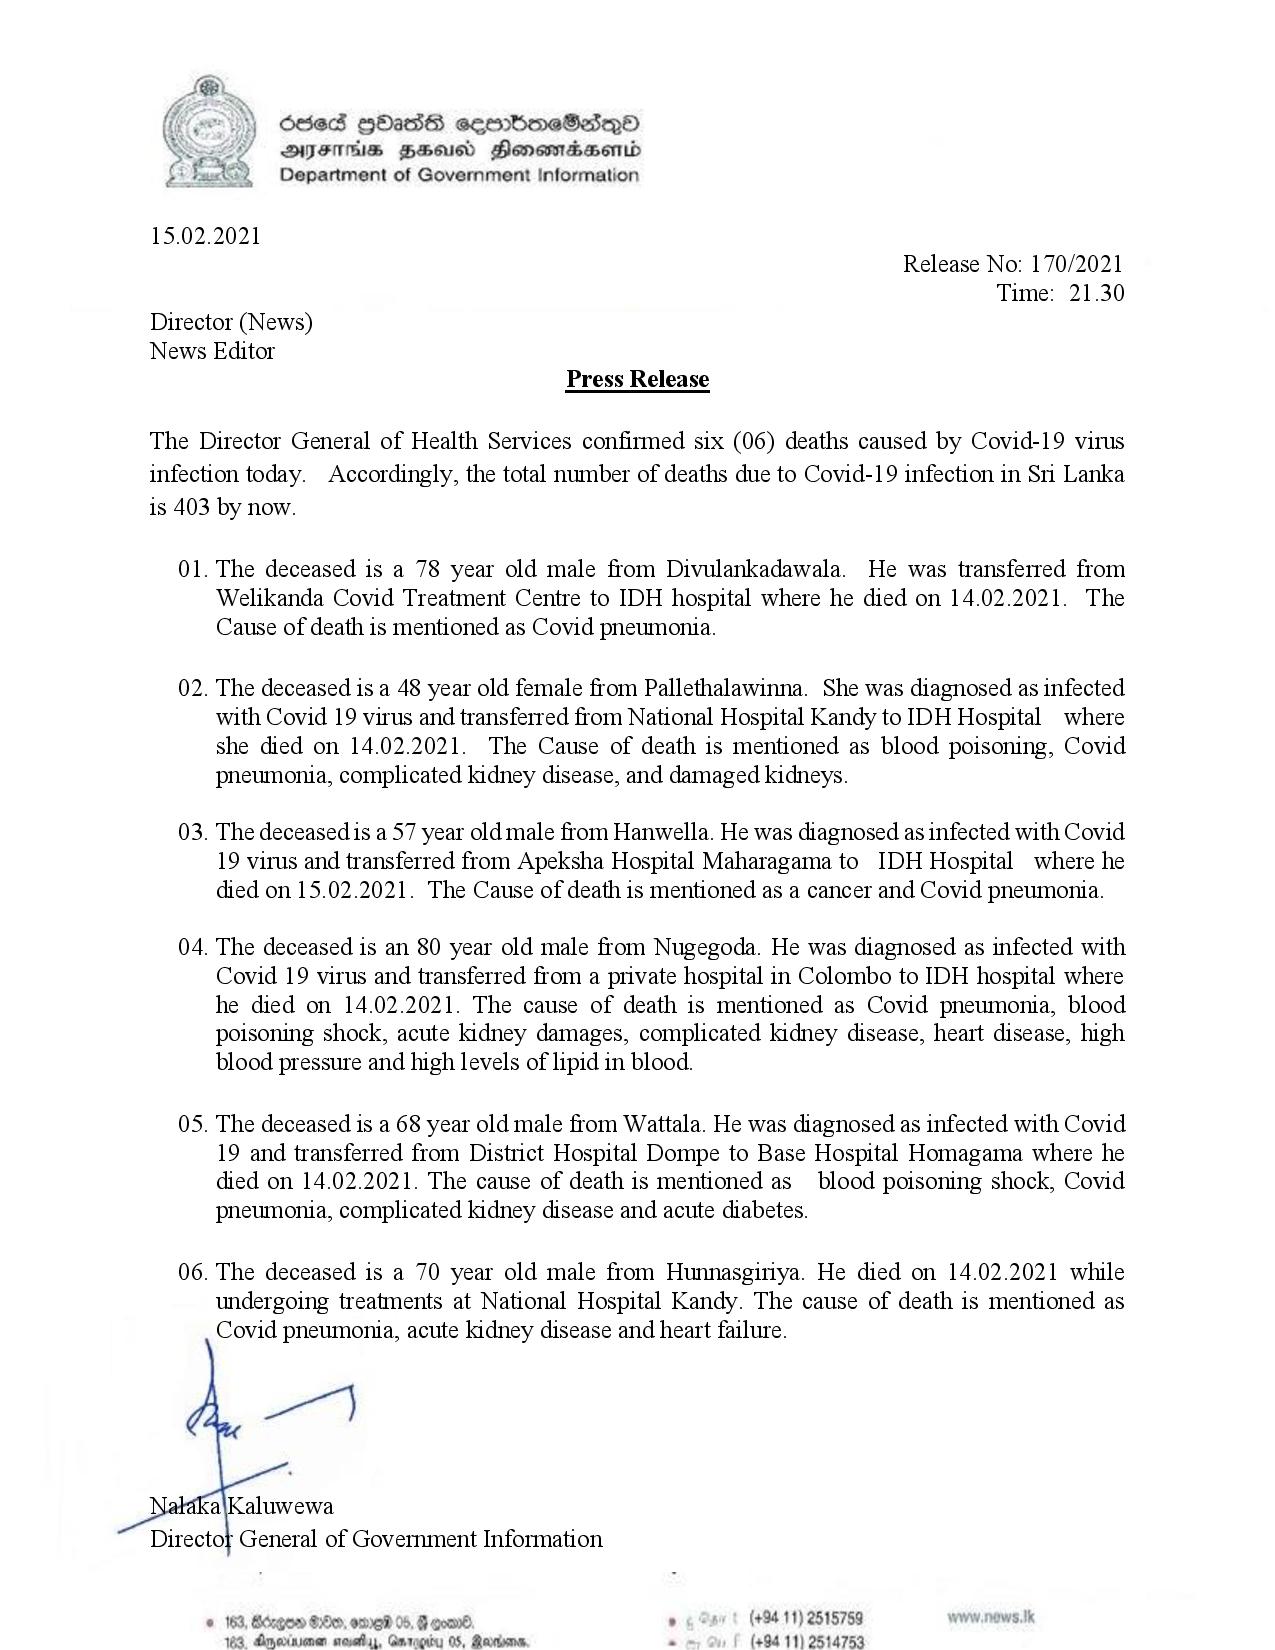 රජයේ ප්‍රවෘත්ති දෙපාර්තමේන්තුව
அரசாங்க தகவல் திணைக்களம்
Department of Government Information
15.02.2021
Release No: 170/2021
Time: 21.30
Director (News)
News Editor
Press Release
The Director General of Health Services confirmed six (06) deaths caused by Covid-19 virus
infection today. Accordingly, the total number of deaths due to Covid-19 infection in Sri Lanka
is 403 by now.
01. The deceased is a 78 year old male from Divulankadawala. He was transferred from
Welikanda Covid Treatment Centre to IDH hospital where he died on 14.02.2021. The
Cause of death is mentioned as Covid pneumonia.
02. The deceased is a 48 year old female from Pallethalawinna. She was diagnosed as infected
with Covid 19 virus and transferred from National Hospital Kandy to IDH Hospital where
she died on 14.02.2021. The Cause of death is mentioned as blood poisoning, Covid
pneumonia, complicated kidney disease, and damaged kidneys.
03. The deceased is a 57 year old male from Hanwella. He was diagnosed as infected with Covid
19 virus and transferred from Apeksha Hospital Maharagama to IDH Hospital where he
died on 15.02.2021. The Cause of death is mentioned as a cancer and Covid pneumonia.
04. The deceased is an 80 year old male from Nugegoda. He was diagnosed as infected with
Covid 19 virus and transferred from a private hospital in Colombo to IDH hospital where
he died on 14.02.2021. The cause of death is mentioned as Covid pneumonia, blood
poisoning shock, acute kidney damages, complicated kidney disease, heart disease, high
blood pressure and high levels of lipid in blood.
05. The deceased is a 68 year old male from Wattala. He was diagnosed as infected with Covid
19 and transferred from District Hospital Dompe to Base Hospital Homagama where he
died on 14.02.2021. The cause of death is mentioned as blood poisoning shock, Covid
pneumonia, complicated kidney disease and acute diabetes.
06. The deceased is a 70 year old male from Hunnasgiriya. He died on 14.02.2021 while
undergoing treatments at National Hospital Kandy. The cause of death is mentioned as
Covid pneumonia, acute kidney disease and heart failure.
Nalaka Kaluwewa
Director General of Government Information
163, කිරුලපන මාවත, කොළඹ 05, ශ්‍රී ලංකාව.
(+94 11) 2515759
www.news.lk
163, கிருலப்பனை எவனியூ, கொழும்பு 05, இலங்கை.
(+94 11) 2514753